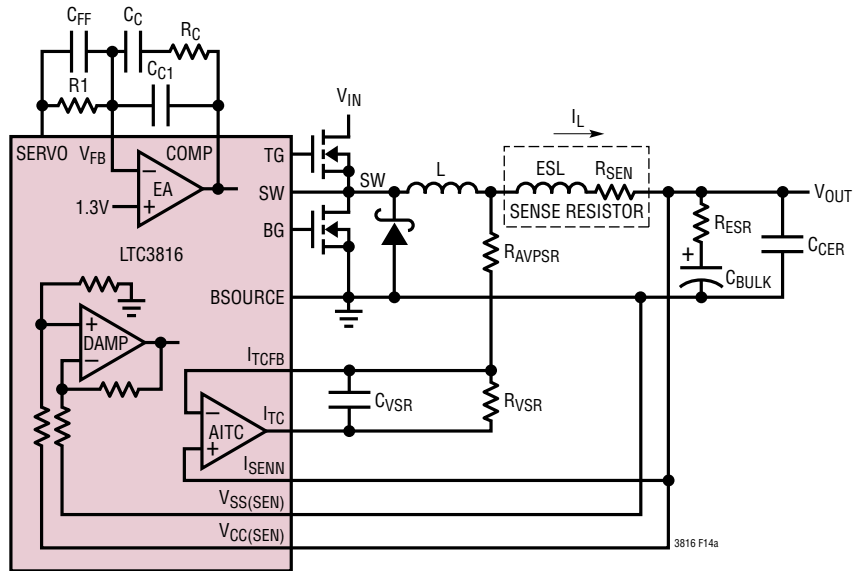 CFF
CC
RC
R1
CC1
VIN
IL
SERVO
VFB
COMP
TG
ESL
RSEN
EA
SW
SW
L
VOUT
1.3V
SENSE RESISTOR
BG
RESR
LTC3816
RAVPSR
CCER
+
CBULK
BSOURCE
DAMP
ITCFB
CVSR
RVSR
ITC
AITC
ISENN
VSS(SEN)
VCC(SEN)
3816 F14a